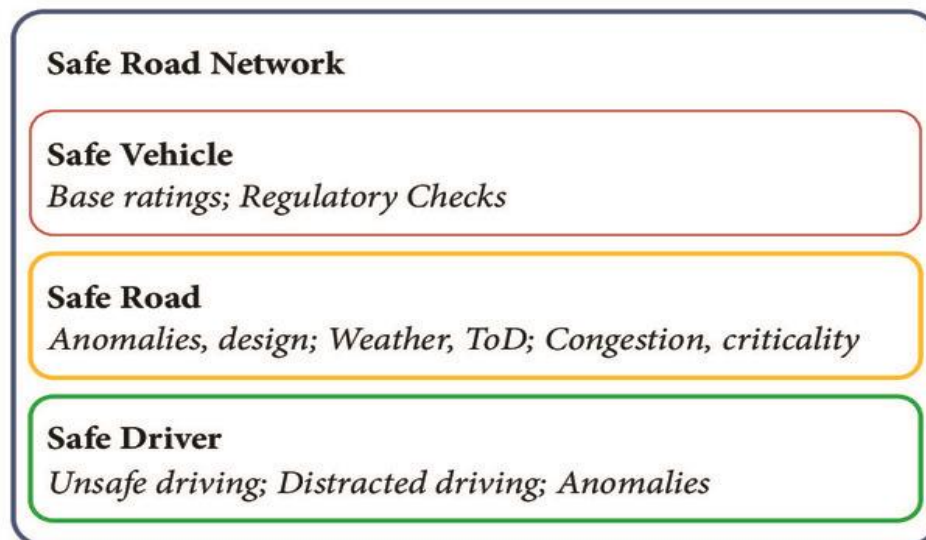 Safe Road Network
Safe Vehicle
Base ratings; Regulatory Checks
Safe Road
Anomalies, design; Weather, ToD; Congestion, criticality
Safe Driver
Unsafe driving; Distracted driving; Anomalies